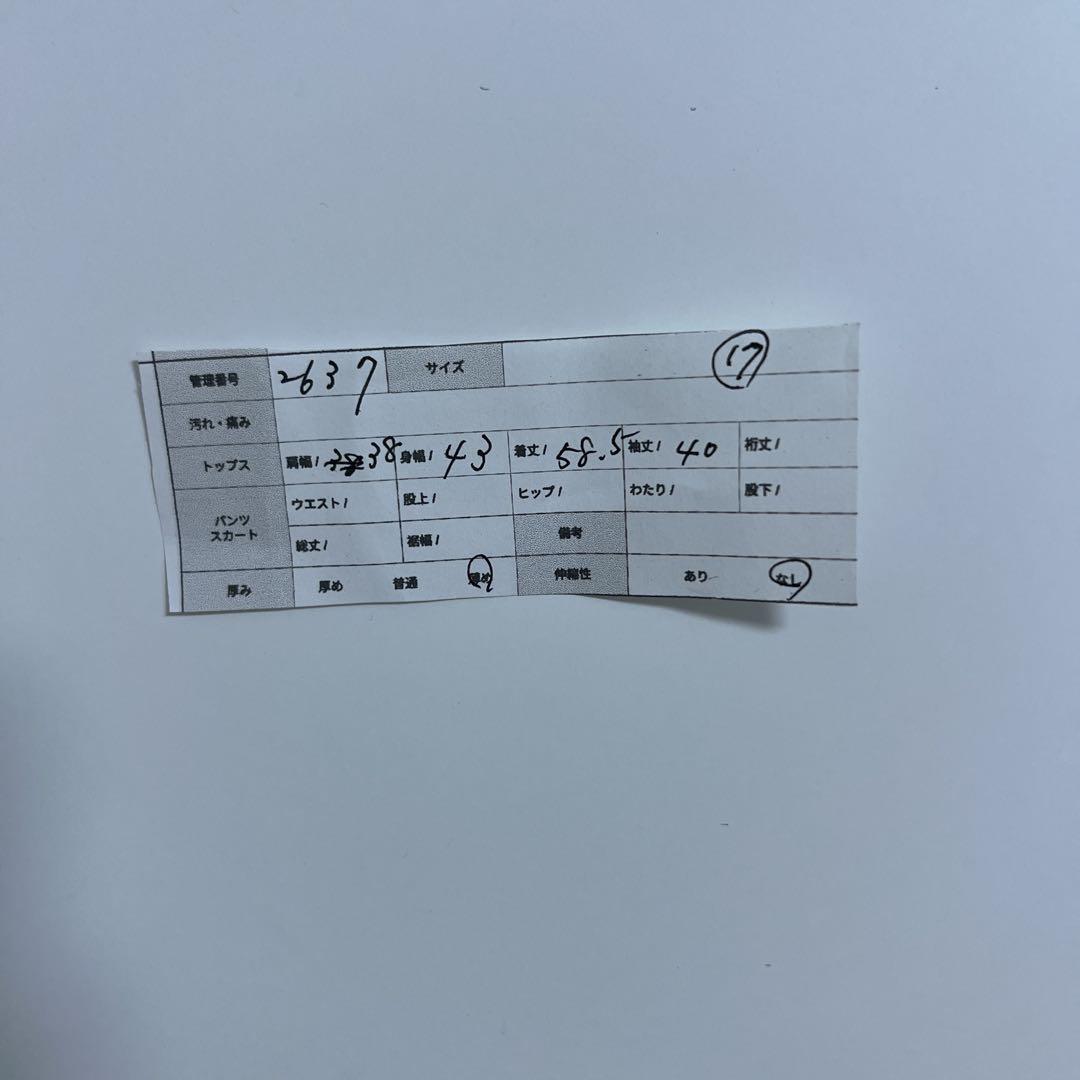 管理番号 2637 サイズ 17
汚れ・痛み
トップス 肩幅/ 38 身幅/ 43 着丈/ 58.5 袖丈/ 40 裄丈/
パンツ スカート ウエスト/ 股上/ ヒップ/ わたり/ 股下/
総丈/ 裾幅/ 備考
厚み 厚め 普通 薄め 伸縮性 あり なし